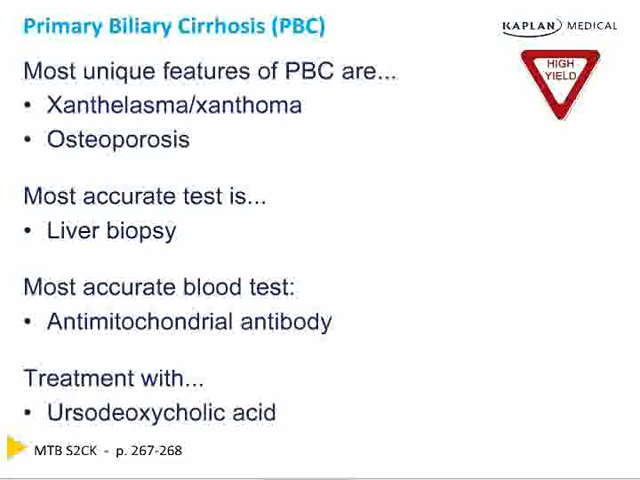 Primary Biliary Cirrhosis (PBC)
KAPLAN MEDICAL
HIGH
YIELD
Most unique features of PBC are...
• Xanthelasma/xanthoma
• Osteoporosis
Most accurate test is...
• Liver biopsy
Most accurate blood test:
• Antimitochondrial antibody
Treatment with...
• Ursodeoxycholic acid
MTB S2CK - p. 267-268